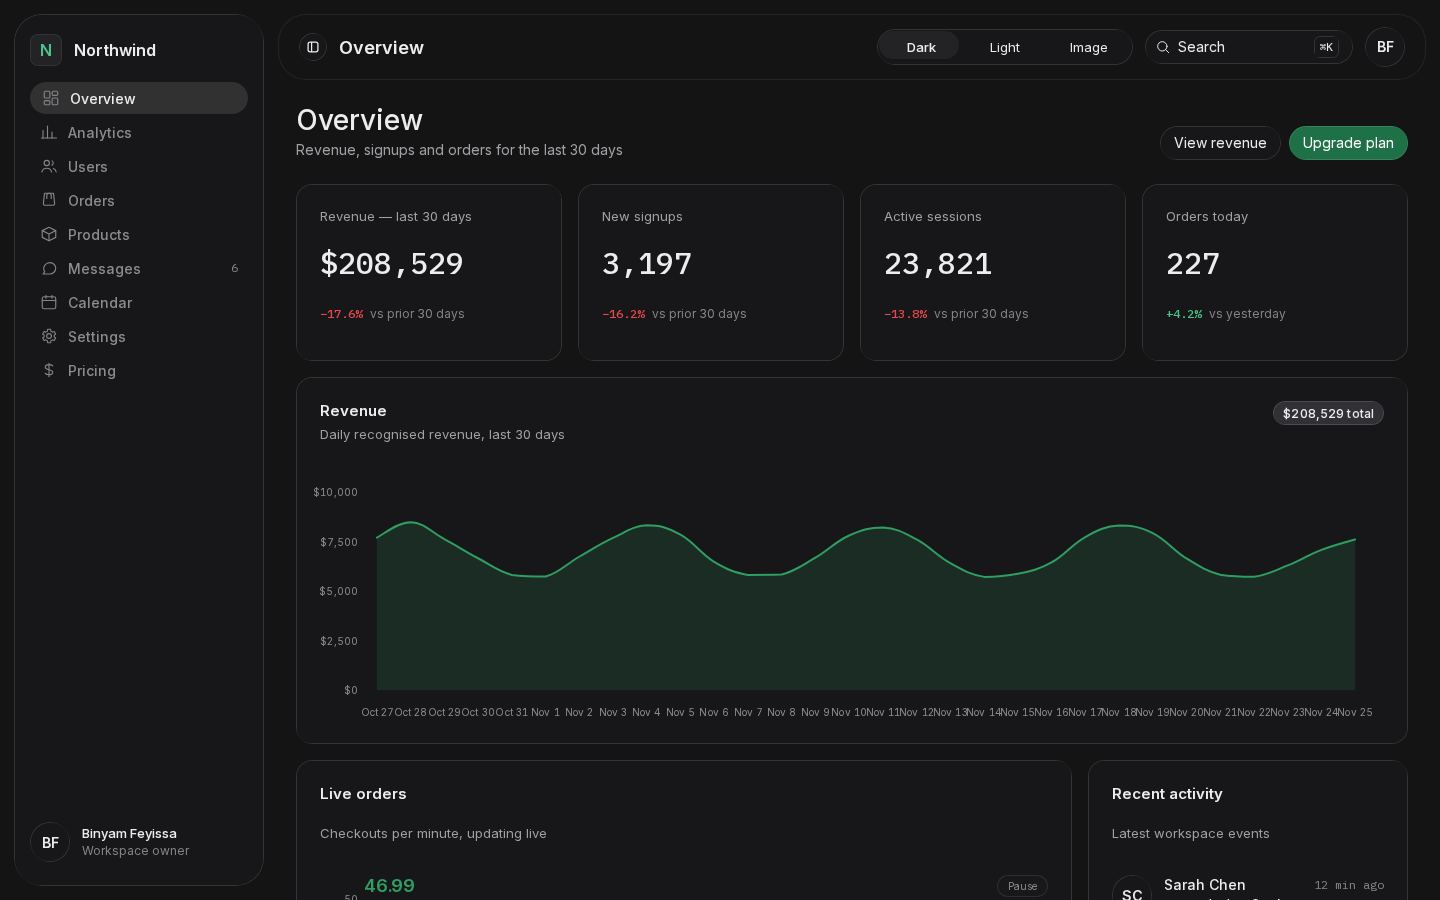 N Northwind
Overview
Analytics
Users
Orders
Products
Messages 6
Calendar
Settings
Pricing
BF
Binyam Feyissa
Workspace owner
Overview
Dark Light Image
Search ⌘K
BF
Overview
Revenue, signups and orders for the last 30 days
View revenue
Upgrade plan
Revenue — last 30 days
$208,529
−17.6% vs prior 30 days
New signups
3,197
−16.2% vs prior 30 days
Active sessions
23,821
−13.8% vs prior 30 days
Orders today
227
+4.2% vs yesterday
Revenue
Daily recognised revenue, last 30 days
$208,529 total
$10,000
$7,500
$5,000
$2,500
$0
Oct 27 Oct 28 Oct 29 Oct 30 Oct 31 Nov 1 Nov 2 Nov 3 Nov 4 Nov 5 Nov 6 Nov 7 Nov 8 Nov 9 Nov 10 Nov 11 Nov 12 Nov 13 Nov 14 Nov 15 Nov 16 Nov 17 Nov 18 Nov 19 Nov 20 Nov 21 Nov 22 Nov 23 Nov 24 Nov 25
Live orders
Checkouts per minute, updating live
46.99
Pause
50
Recent activity
Latest workspace events
SC
Sarah Chen 12 min ago